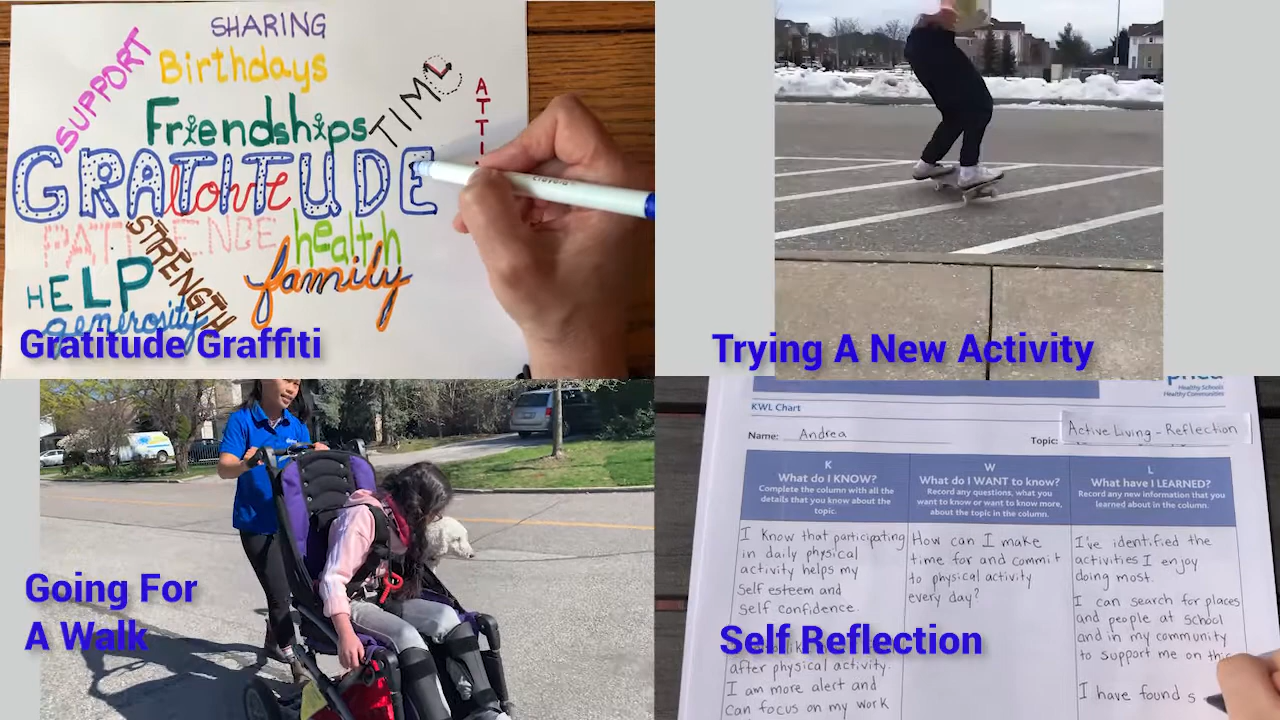 SHARING
SUPPORT
Birthdays
Friendships
TIME
ATTI
GRATITUDE
love
PATIENCE
STRENGTH
health
HELP
family
generosity
Gratitude Graffiti
Trying A New Activity
Going For
A Walk
Healthy Schools
Healthy Communities
KWL Chart
Name: Andrea
Topic: Active Living - Reflection
K
What do I KNOW?
Complete the column with all the
details that you know about the
topic.
W
What do I WANT to know?
Record any questions, what you
want to know or want to know more,
about the topic in the column.
L
What have I LEARNED?
Record any new information that you
learned about in the column.
I know that participating
in daily physical
activity helps my
self esteem and
self confidence.
after physical activity.
I am more alert and
can focus on my work
How can I make
time for and commit
to physical activity
every day?
I've identified the
activities I enjoy
doing most.
I can search for places
and people at school
and in my community
to support me on this
I have found s
Self Reflection